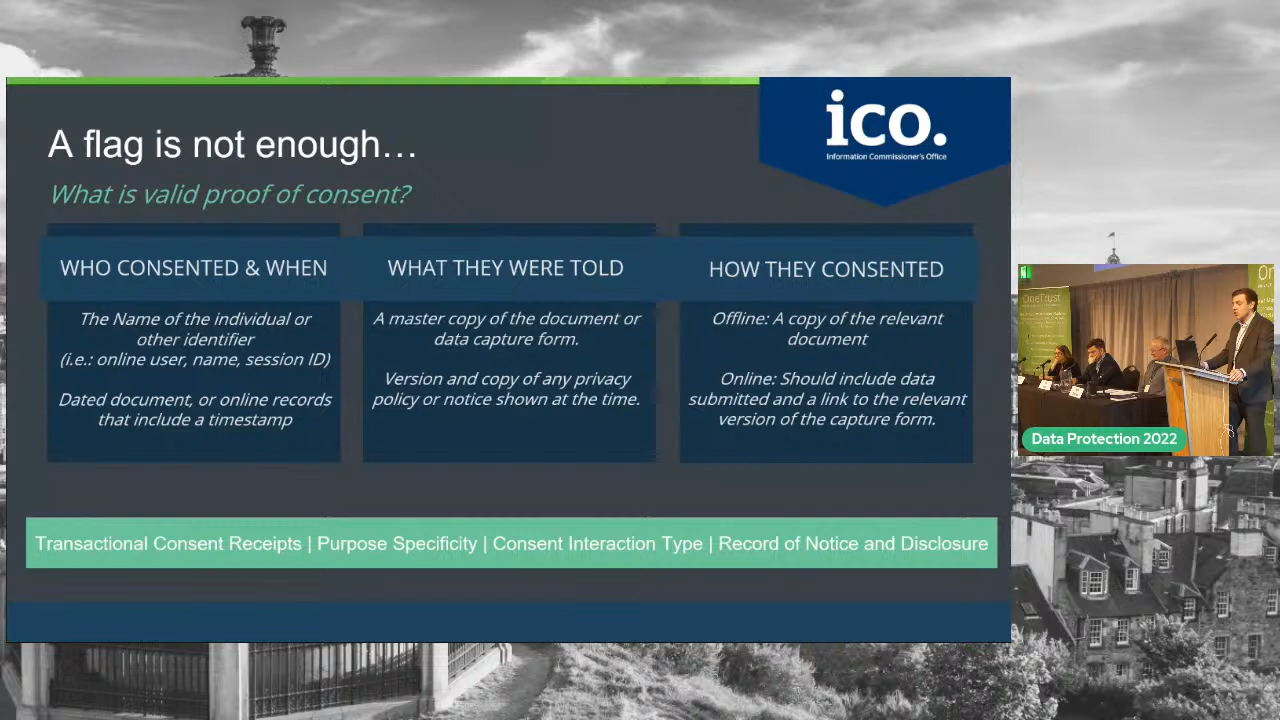 A flag is not enough…
ico.
Information Commissioner's Office
What is valid proof of consent?
WHO CONSENTED & WHEN
The Name of the individual or
other identifier
(i.e.: online user, name, session ID)
Dated document, or online records
that include a timestamp
WHAT THEY WERE TOLD
A master copy of the document or
data capture form.
Version and copy of any privacy
policy or notice shown at the time.
HOW THEY CONSENTED
Offline: A copy of the relevant
document
Online: Should include data
submitted and a link to the relevant
version of the capture form.
Transactional Consent Receipts | Purpose Specificity | Consent Interaction Type | Record of Notice and Disclosure
OneTrust
Data Protection 2022